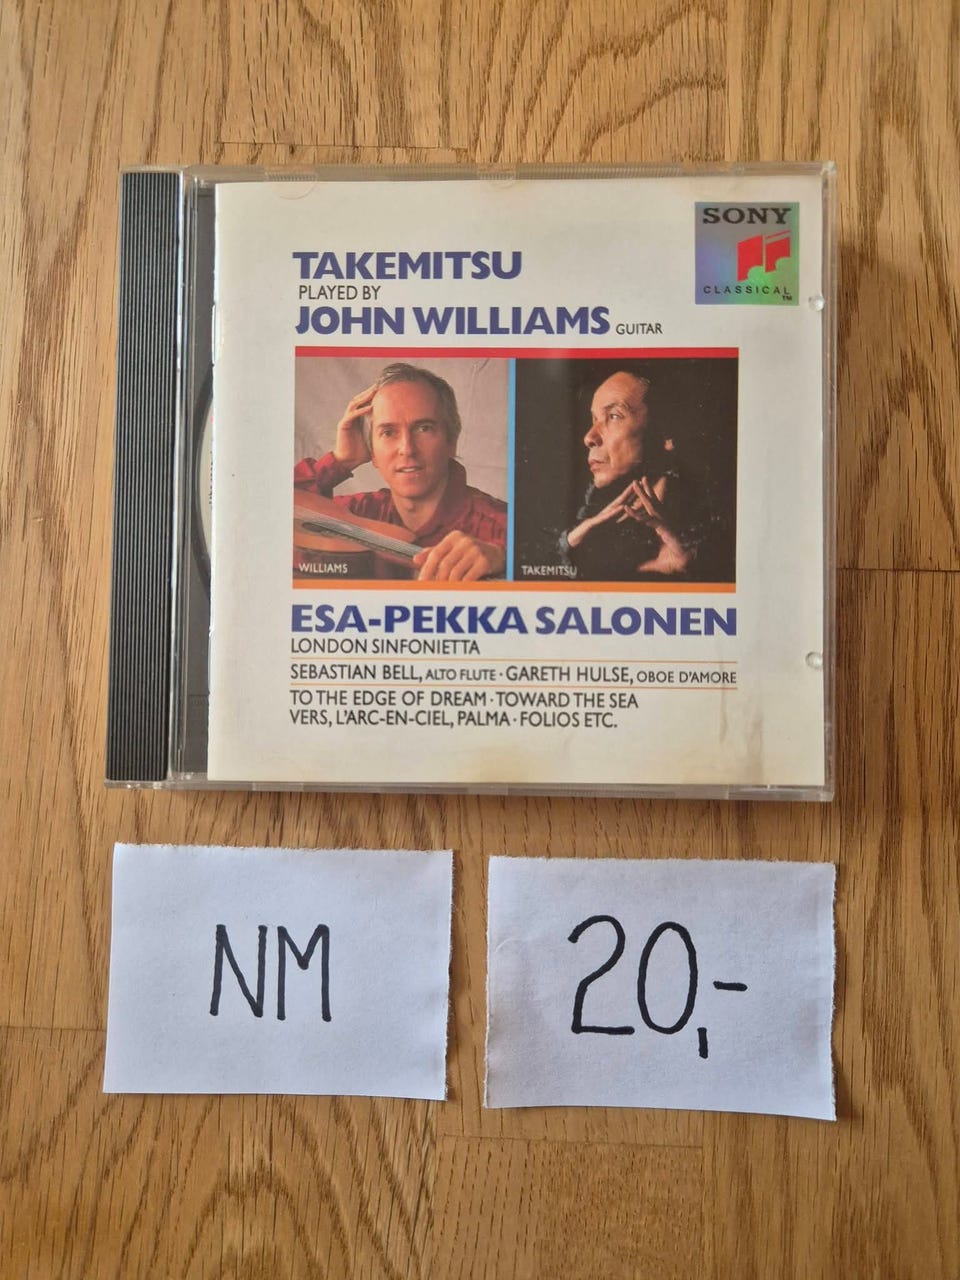 SONY
CLASSICAL™
TAKEMITSU
PLAYED BY
JOHN WILLIAMS GUITAR
WILLIAMS
TAKEMITSU
ESA-PEKKA SALONEN
LONDON SINFONIETTA
SEBASTIAN BELL, ALTO FLUTE · GARETH HULSE, OBOE D'AMORE
TO THE EDGE OF DREAM · TOWARD THE SEA
VERS, L'ARC-EN-CIEL, PALMA · FOLIOS ETC.
NM
20,-